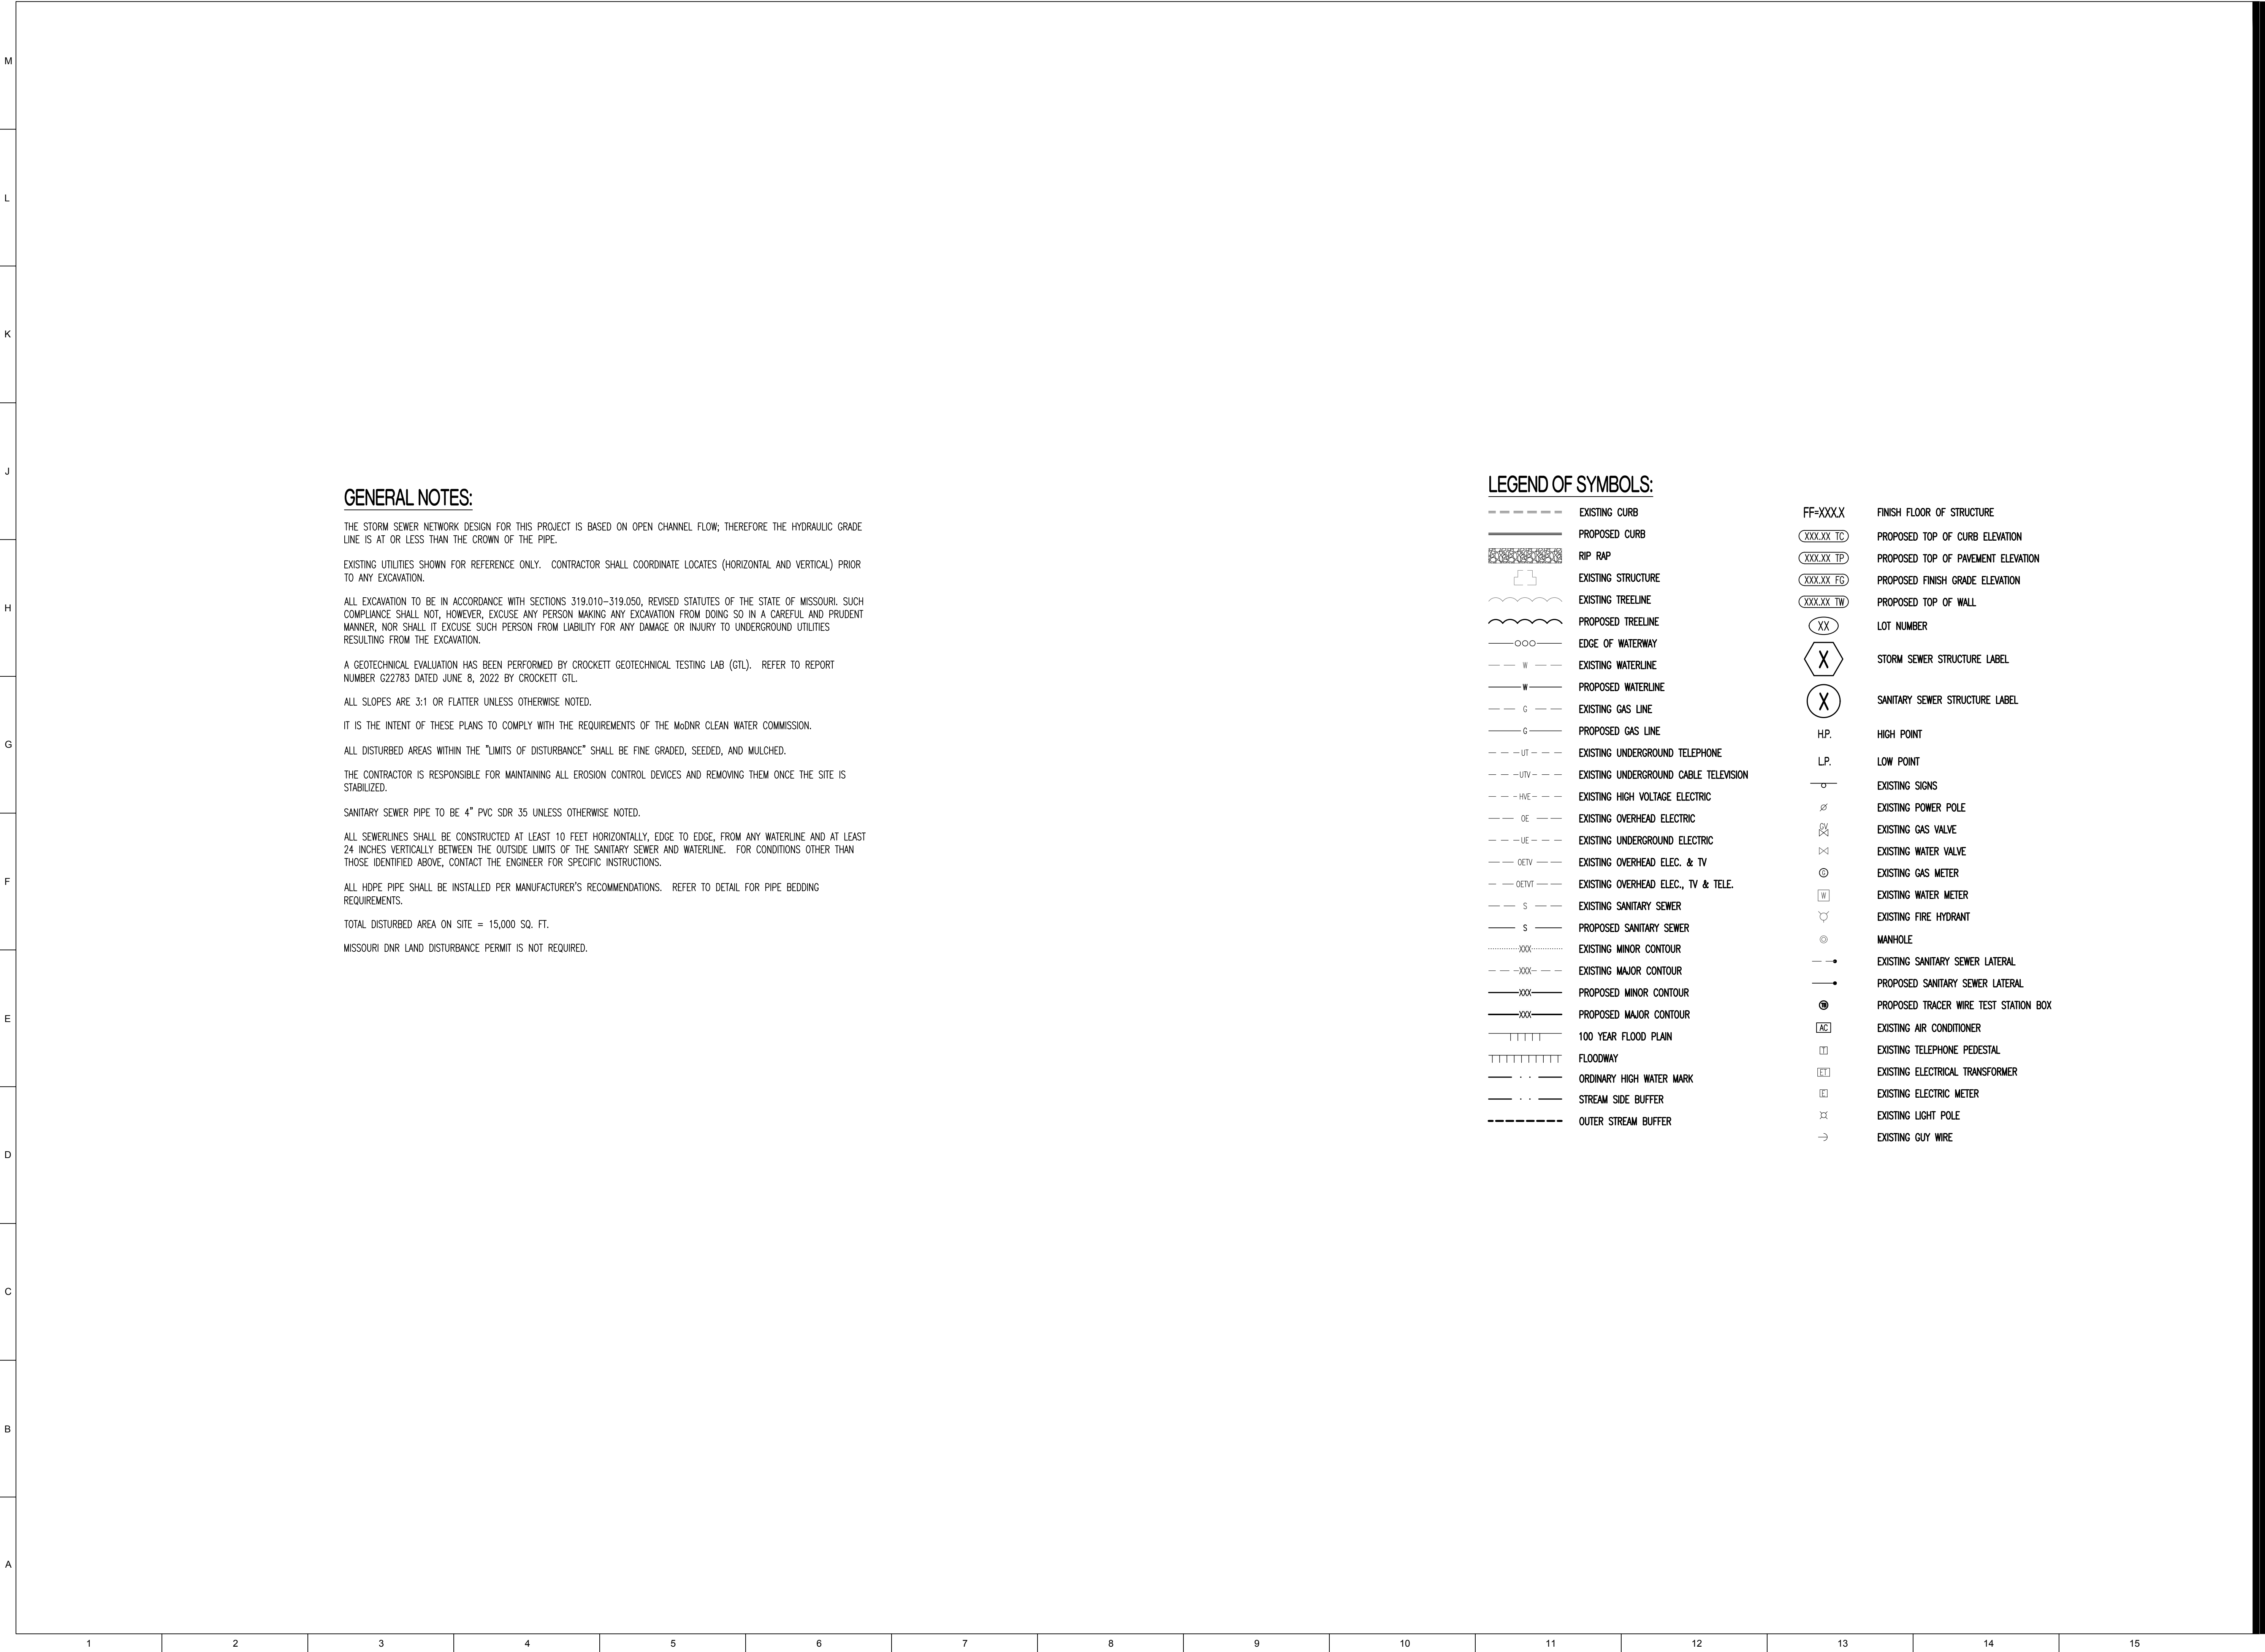 M
L
K
J
H
G
F
E
D
C
B
A
GENERAL NOTES:
THE STORM SEWER NETWORK DESIGN FOR THIS PROJECT IS BASED ON OPEN CHANNEL FLOW; THEREFORE THE HYDRAULIC GRADE
LINE IS AT OR LESS THAN THE CROWN OF THE PIPE.
EXISTING UTILITIES SHOWN FOR REFERENCE ONLY. CONTRACTOR SHALL COORDINATE LOCATES (HORIZONTAL AND VERTICAL) PRIOR
TO ANY EXCAVATION.
ALL EXCAVATION TO BE IN ACCORDANCE WITH SECTIONS 319.010–319.050, REVISED STATUTES OF THE STATE OF MISSOURI. SUCH
COMPLIANCE SHALL NOT, HOWEVER, EXCUSE ANY PERSON MAKING ANY EXCAVATION FROM DOING SO IN A CAREFUL AND PRUDENT
MANNER, NOR SHALL IT EXCUSE SUCH PERSON FROM LIABILITY FOR ANY DAMAGE OR INJURY TO UNDERGROUND UTILITIES
RESULTING FROM THE EXCAVATION.
A GEOTECHNICAL EVALUATION HAS BEEN PERFORMED BY CROCKETT GEOTECHNICAL TESTING LAB (GTL). REFER TO REPORT
NUMBER G22783 DATED JUNE 8, 2022 BY CROCKETT GTL.
ALL SLOPES ARE 3:1 OR FLATTER UNLESS OTHERWISE NOTED.
IT IS THE INTENT OF THESE PLANS TO COMPLY WITH THE REQUIREMENTS OF THE MoDNR CLEAN WATER COMMISSION.
ALL DISTURBED AREAS WITHIN THE "LIMITS OF DISTURBANCE" SHALL BE FINE GRADED, SEEDED, AND MULCHED.
THE CONTRACTOR IS RESPONSIBLE FOR MAINTAINING ALL EROSION CONTROL DEVICES AND REMOVING THEM ONCE THE SITE IS
STABILIZED.
SANITARY SEWER PIPE TO BE 4" PVC SDR 35 UNLESS OTHERWISE NOTED.
ALL SEWERLINES SHALL BE CONSTRUCTED AT LEAST 10 FEET HORIZONTALLY, EDGE TO EDGE, FROM ANY WATERLINE AND AT LEAST
24 INCHES VERTICALLY BETWEEN THE OUTSIDE LIMITS OF THE SANITARY SEWER AND WATERLINE. FOR CONDITIONS OTHER THAN
THOSE IDENTIFIED ABOVE, CONTACT THE ENGINEER FOR SPECIFIC INSTRUCTIONS.
ALL HDPE PIPE SHALL BE INSTALLED PER MANUFACTURER'S RECOMMENDATIONS. REFER TO DETAIL FOR PIPE BEDDING
REQUIREMENTS.
TOTAL DISTURBED AREA ON SITE = 15,000 SQ. FT.
MISSOURI DNR LAND DISTURBANCE PERMIT IS NOT REQUIRED.
LEGEND OF SYMBOLS:
EXISTING CURB
PROPOSED CURB
RIP RAP
EXISTING STRUCTURE
EXISTING TREELINE
PROPOSED TREELINE
EDGE OF WATERWAY
W EXISTING WATERLINE
W PROPOSED WATERLINE
G EXISTING GAS LINE
G PROPOSED GAS LINE
UT EXISTING UNDERGROUND TELEPHONE
UTV EXISTING UNDERGROUND CABLE TELEVISION
HVE EXISTING HIGH VOLTAGE ELECTRIC
OE EXISTING OVERHEAD ELECTRIC
UE EXISTING UNDERGROUND ELECTRIC
OETV EXISTING OVERHEAD ELEC. & TV
OETVT EXISTING OVERHEAD ELEC., TV & TELE.
S EXISTING SANITARY SEWER
S PROPOSED SANITARY SEWER
XXX EXISTING MINOR CONTOUR
XXX EXISTING MAJOR CONTOUR
XXX PROPOSED MINOR CONTOUR
XXX PROPOSED MAJOR CONTOUR
100 YEAR FLOOD PLAIN
FLOODWAY
ORDINARY HIGH WATER MARK
STREAM SIDE BUFFER
OUTER STREAM BUFFER
FF=XXX.X FINISH FLOOR OF STRUCTURE
XXX.XX TC PROPOSED TOP OF CURB ELEVATION
XXX.XX TP PROPOSED TOP OF PAVEMENT ELEVATION
XXX.XX FG PROPOSED FINISH GRADE ELEVATION
XXX.XX TW PROPOSED TOP OF WALL
XX LOT NUMBER
X STORM SEWER STRUCTURE LABEL
X SANITARY SEWER STRUCTURE LABEL
H.P. HIGH POINT
L.P. LOW POINT
EXISTING SIGNS
EXISTING POWER POLE
GV EXISTING GAS VALVE
EXISTING WATER VALVE
G EXISTING GAS METER
W EXISTING WATER METER
EXISTING FIRE HYDRANT
MANHOLE
EXISTING SANITARY SEWER LATERAL
PROPOSED SANITARY SEWER LATERAL
PROPOSED TRACER WIRE TEST STATION BOX
AC EXISTING AIR CONDITIONER
T EXISTING TELEPHONE PEDESTAL
ET EXISTING ELECTRICAL TRANSFORMER
E EXISTING ELECTRIC METER
EXISTING LIGHT POLE
EXISTING GUY WIRE
1 2 3 4 5 6 7 8 9 10 11 12 13 14 15